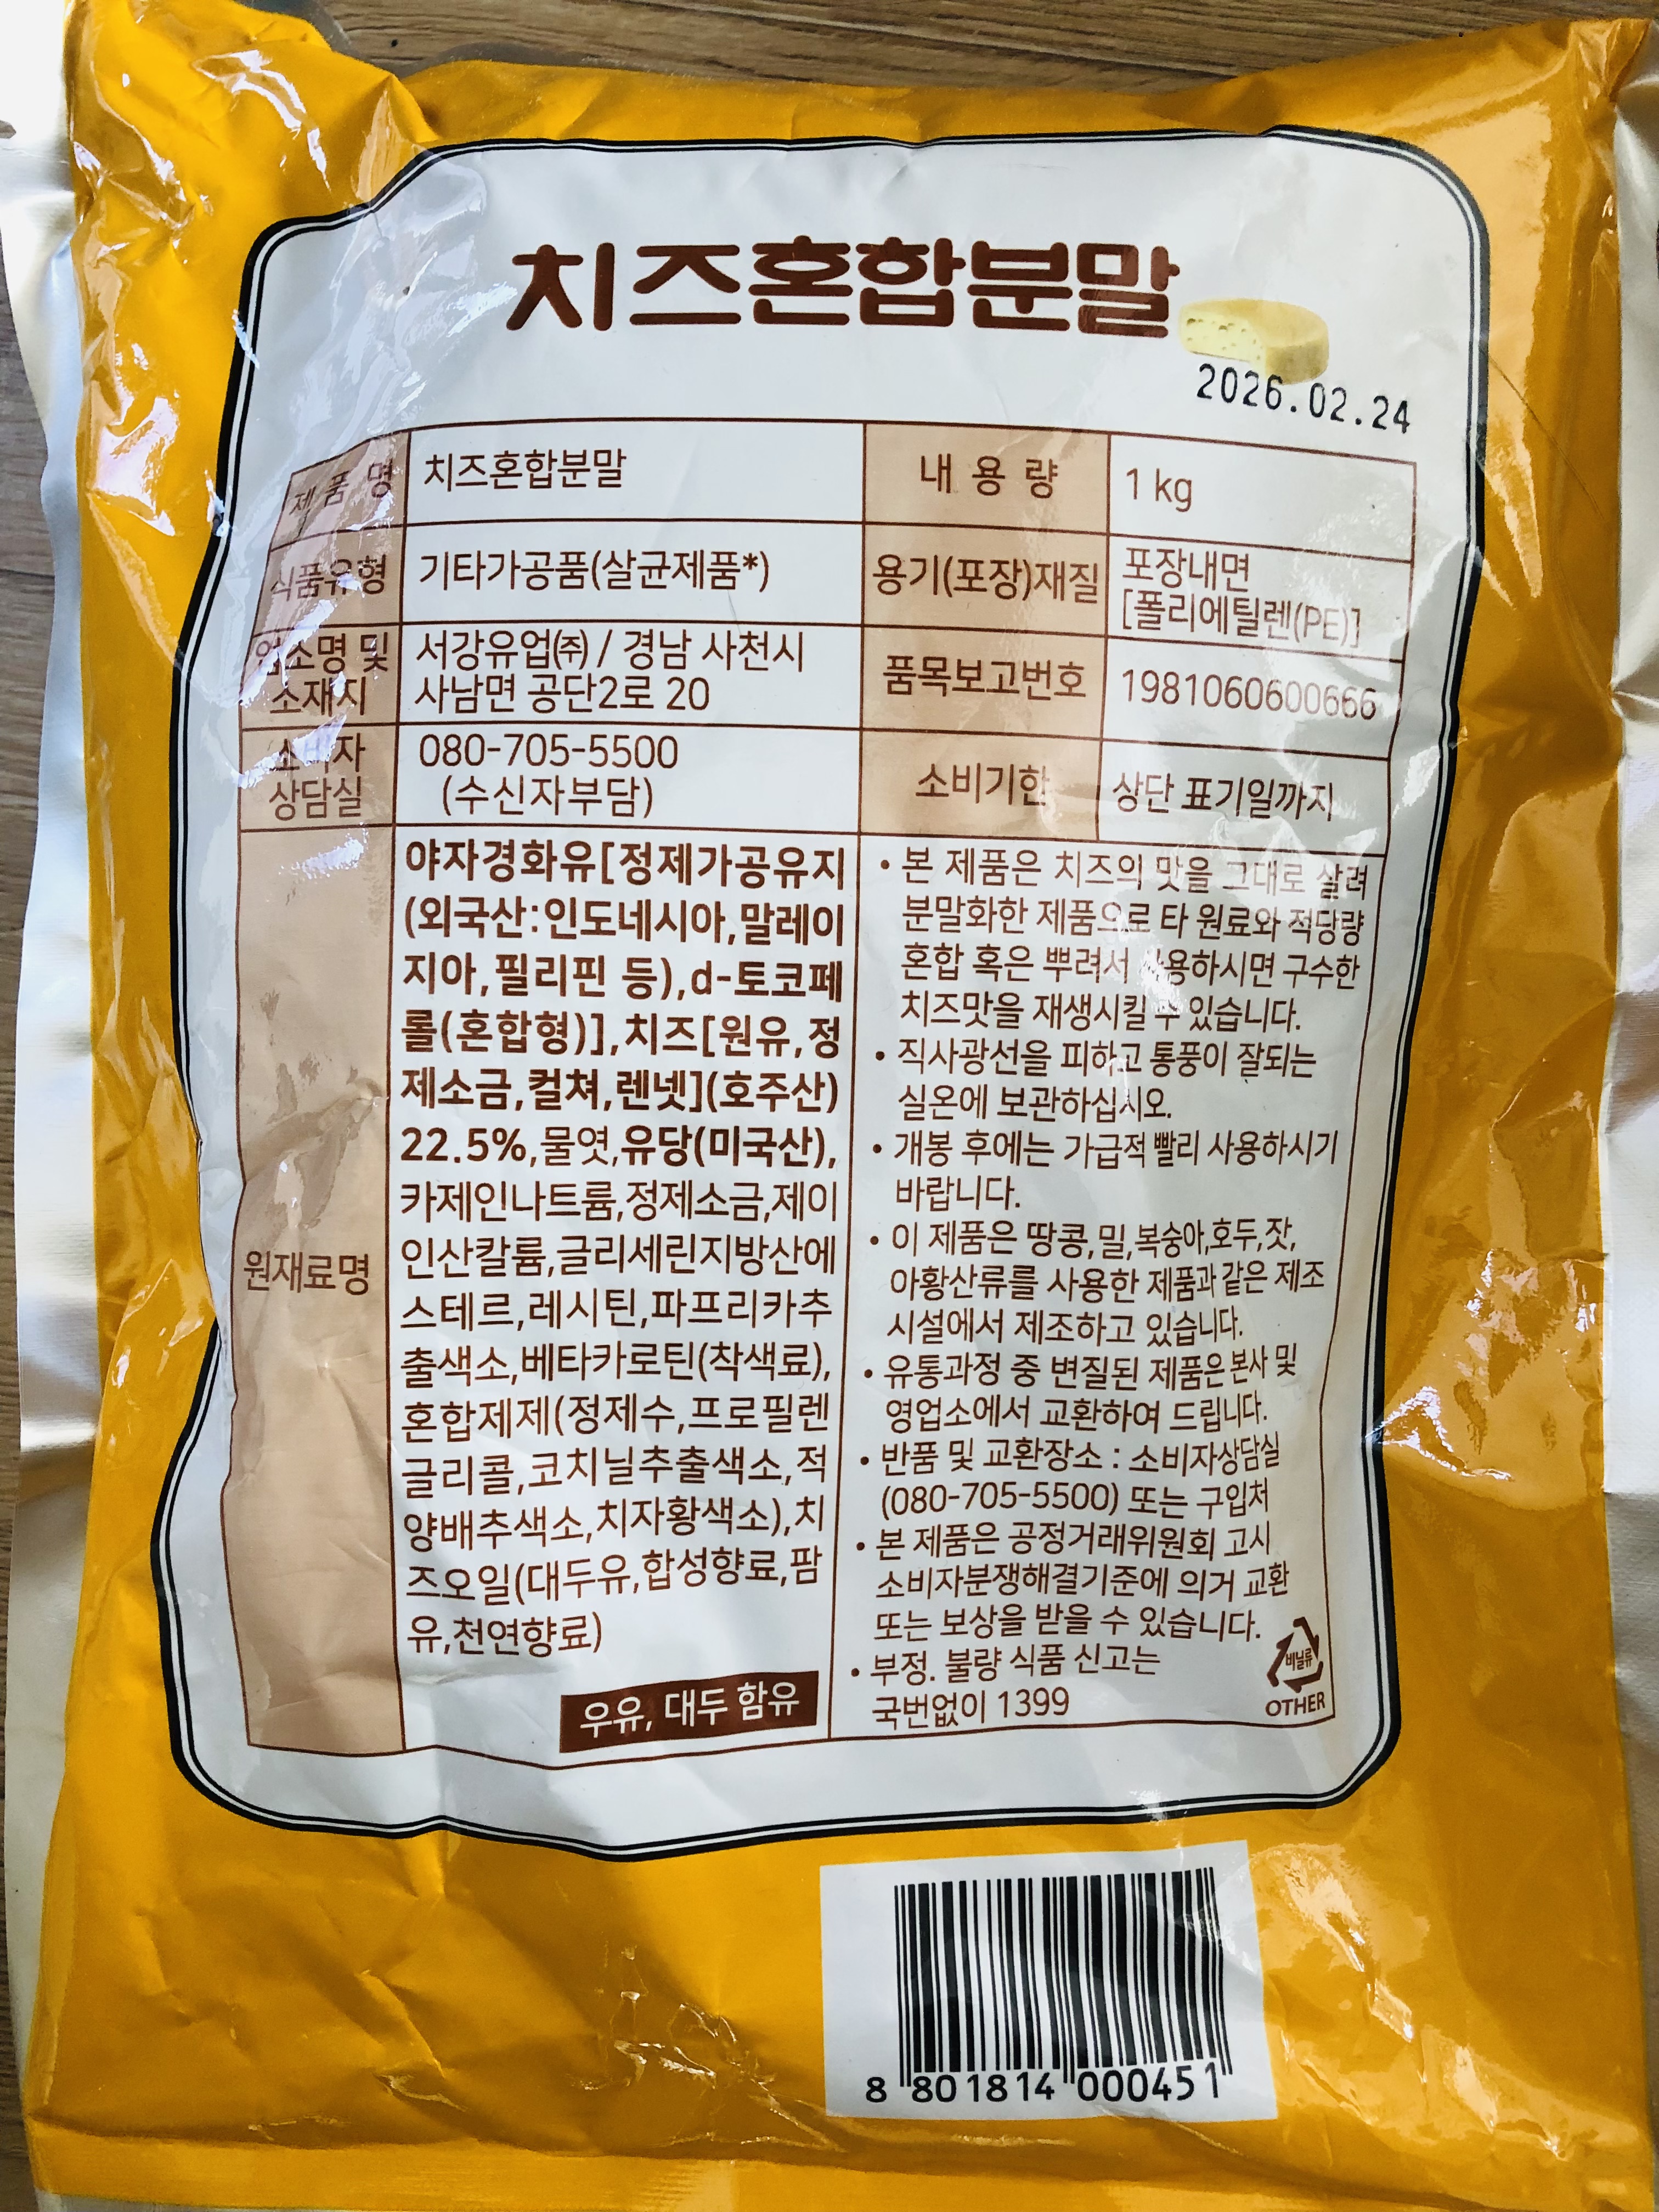 치즈혼합분말
2026.02.24
제 품 명
치즈혼합분말
내 용 량
1 kg
식품유형
기타가공품(살균제품*)
용기(포장)재질
포장내면
[폴리에틸렌(PE)]
업소명 및
소재지
서강유업㈜ / 경남 사천시
사남면 공단2로 20
품목보고번호
1981060600666
소비자
상담실
080-705-5500
(수신자부담)
소비기한
상단 표기일까지
원재료명
야자경화유[정제가공유지
(외국산:인도네시아,말레이
지아,필리핀 등),d-토코페
롤(혼합형)],치즈[원유,정
제소금,컬쳐,렌넷](호주산)
22.5%,물엿,유당(미국산),
카제인나트륨,정제소금,제이
인산칼륨,글리세린지방산에
스테르,레시틴,파프리카추
출색소,베타카로틴(착색료),
혼합제제(정제수,프로필렌
글리콜,코치닐추출색소,적
양배추색소,치자황색소),치
즈오일(대두유,합성향료,팜
유,천연향료)
우유, 대두 함유
• 본 제품은 치즈의 맛을 그대로 살려
분말화한 제품으로 타 원료와 적당량
혼합 혹은 뿌려서 사용하시면 구수한
치즈맛을 재생시킬 수 있습니다.
• 직사광선을 피하고 통풍이 잘되는
실온에 보관하십시오.
• 개봉 후에는 가급적 빨리 사용하시기
바랍니다.
• 이 제품은 땅콩,밀,복숭아,호두,잣,
아황산류를 사용한 제품과 같은 제조
시설에서 제조하고 있습니다.
• 유통과정 중 변질된 제품은 본사 및
영업소에서 교환하여 드립니다.
• 반품 및 교환장소 : 소비자상담실
(080-705-5500) 또는 구입처
• 본 제품은 공정거래위원회 고시
소비자분쟁해결기준에 의거 교환
또는 보상을 받을 수 있습니다.
• 부정. 불량 식품 신고는
국번없이 1399
비닐류
OTHER
8 801814 000451